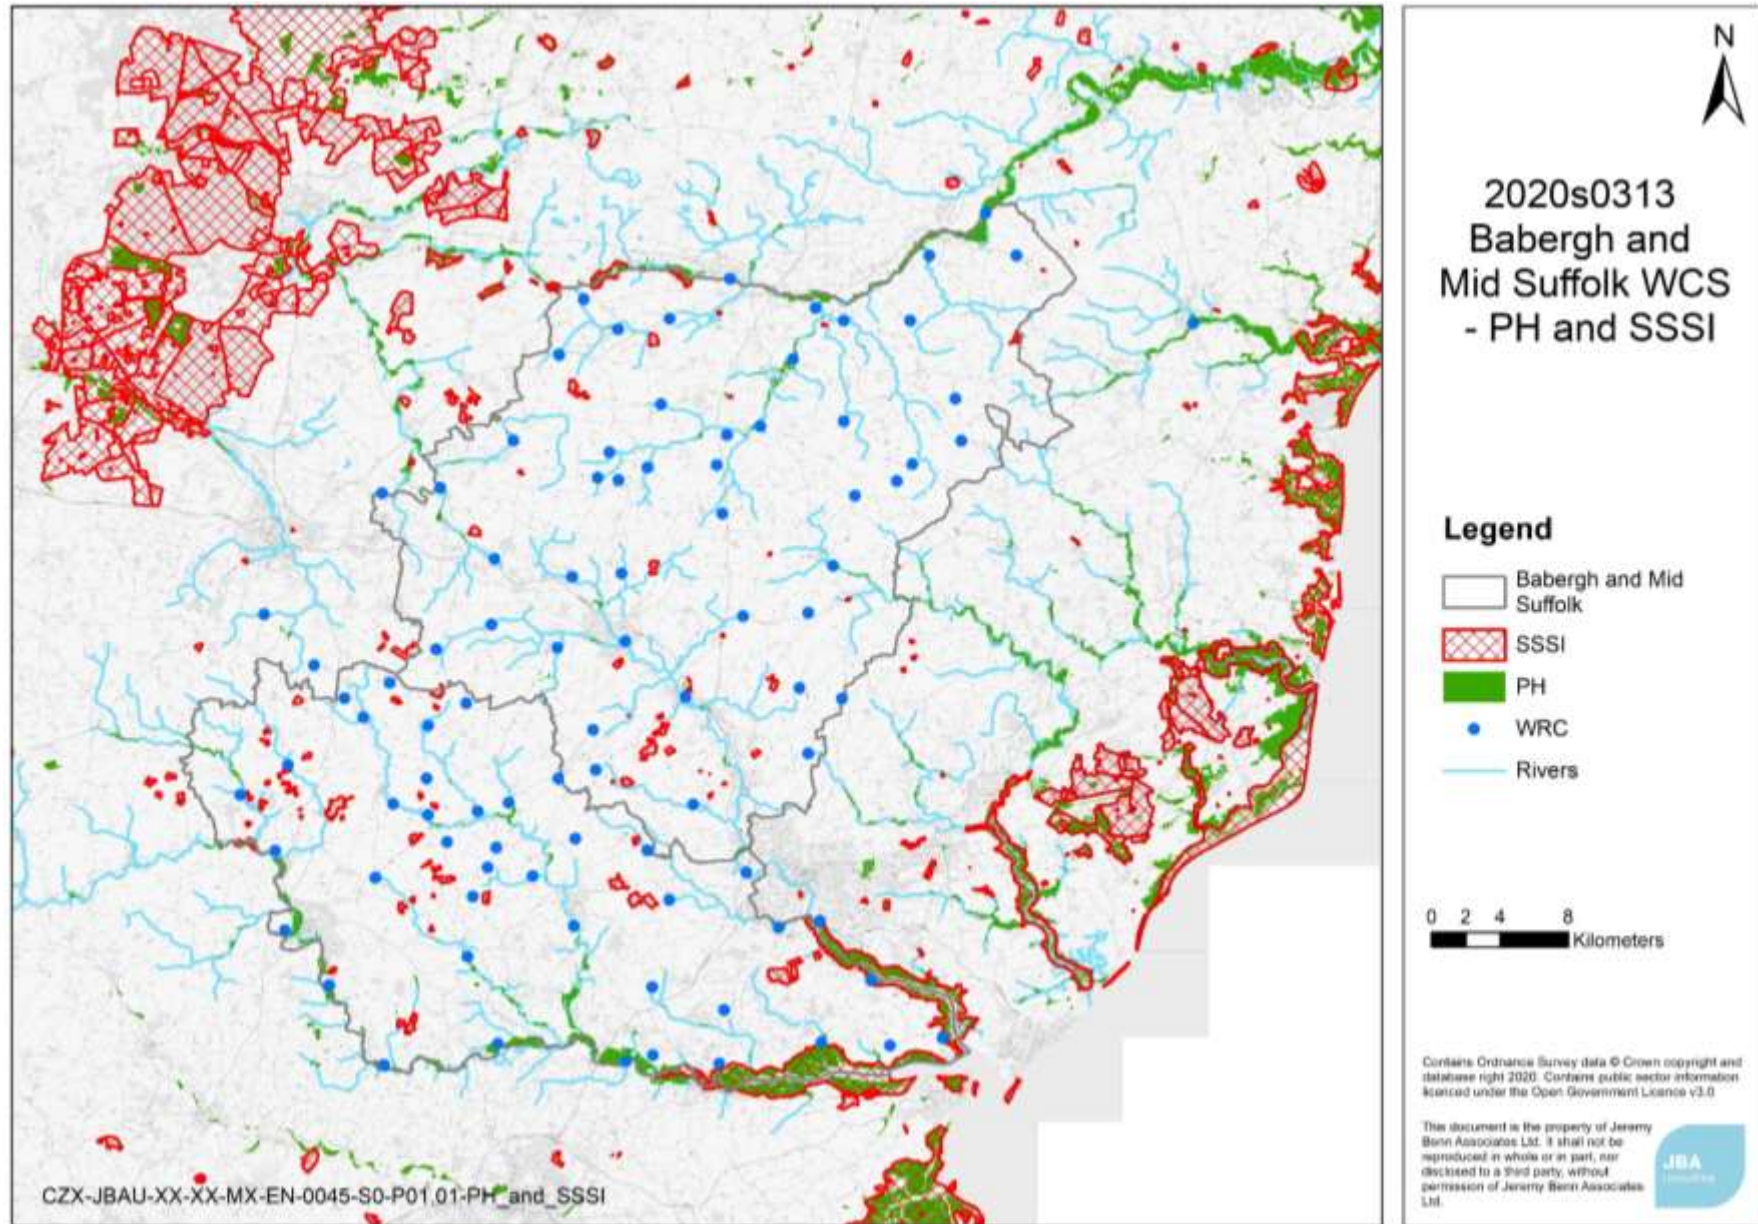 N
2020s0313
Babergh and
Mid Suffolk WCS
- PH and SSSI
Legend
Babergh and Mid
Suffolk
SSSI
PH
WRC
Rivers
0 2 4 8
Kilometers
Contains Ordnance Survey data © Crown copyright and
database right 2020. Contains public sector information
licenced under the Open Government Licence v3.0
This document is the property of Jeremy
Benn Associates Ltd. It shall not be
reproduced in whole or in part, nor
disclosed to a third party, without
permission of Jeremy Benn Associates
Ltd.
JBA
consulting
CZX-JBAU-XX-XX-MX-EN-0045-S0-P01.01-PH_and_SSSI